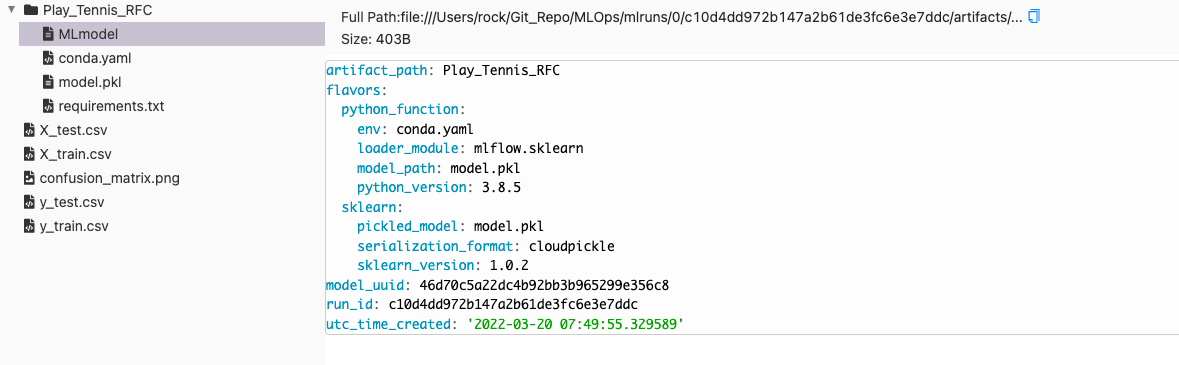 Play_Tennis_RFC
MLmodel
conda.yaml
model.pkl
requirements.txt
X_test.csv
X_train.csv
confusion_matrix.png
y_test.csv
y_train.csv
Full Path:file:///Users/rock/Git_Repo/MLOps/mlruns/0/c10d4dd972b147a2b61de3fc6e3e7ddc/artifacts/...
Size: 403B
artifact_path: Play_Tennis_RFC
flavors:
  python_function:
    env: conda.yaml
    loader_module: mlflow.sklearn
    model_path: model.pkl
    python_version: 3.8.5
  sklearn:
    pickled_model: model.pkl
    serialization_format: cloudpickle
    sklearn_version: 1.0.2
model_uuid: 46d70c5a22dc4b92bb3b965299e356c8
run_id: c10d4dd972b147a2b61de3fc6e3e7ddc
utc_time_created: '2022-03-20 07:49:55.329589'